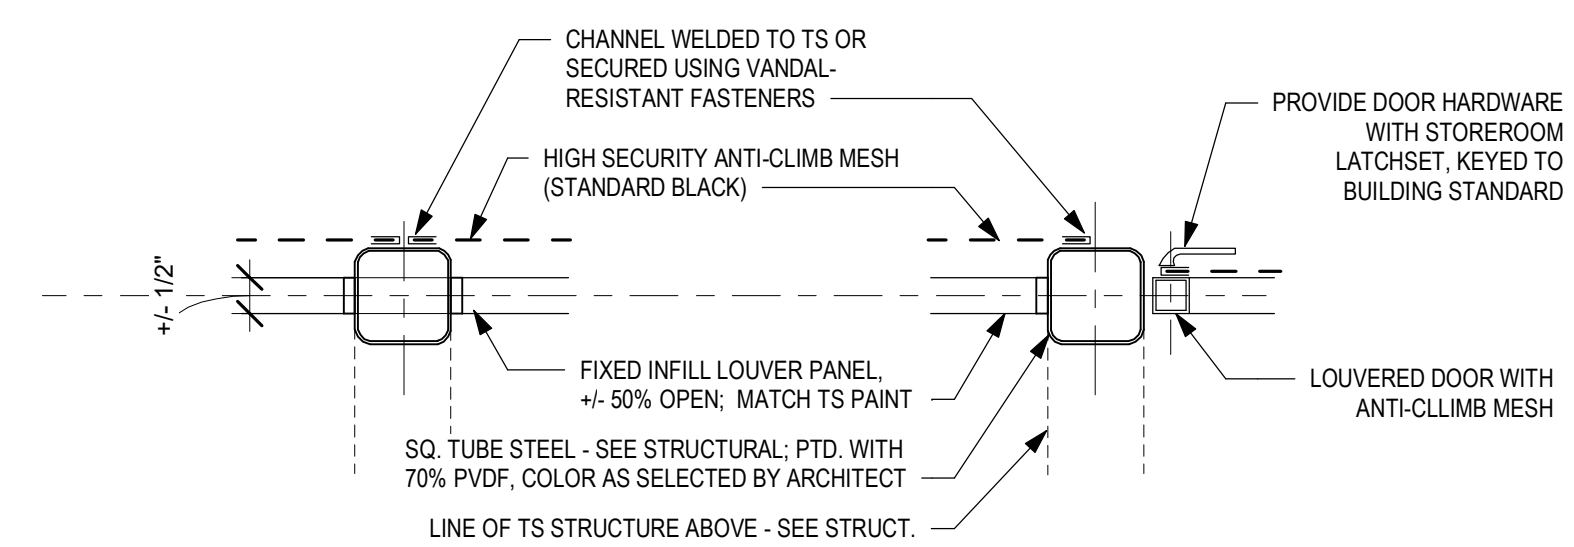 CHANNEL WELDED TO TS OR
SECURED USING VANDAL-
RESISTANT FASTENERS
PROVIDE DOOR HARDWARE
WITH STOREROOM
LATCHSET, KEYED TO
BUILDING STANDARD
HIGH SECURITY ANTI-CLIMB MESH
(STANDARD BLACK)
+/- 1/2"
FIXED INFILL LOUVER PANEL,
+/- 50% OPEN; MATCH TS PAINT
LOUVERED DOOR WITH
ANTI-CLLIMB MESH
SQ. TUBE STEEL - SEE STRUCTURAL; PTD. WITH
70% PVDF, COLOR AS SELECTED BY ARCHITECT
LINE OF TS STRUCTURE ABOVE - SEE STRUCT.